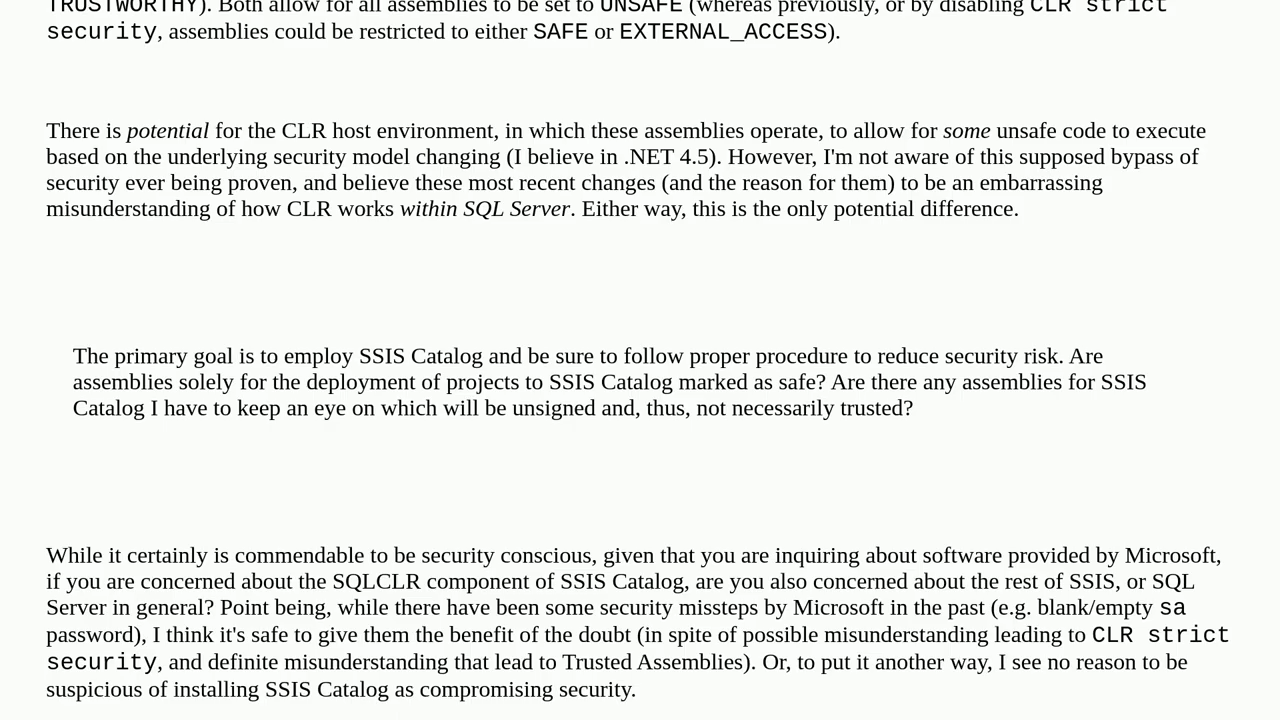 TRUSTWORTHY). Both allow for all assemblies to be set to UNSAFE (whereas previously, or by disabling CLR strict
security, assemblies could be restricted to either SAFE or EXTERNAL_ACCESS).
There is potential for the CLR host environment, in which these assemblies operate, to allow for some unsafe code to execute
based on the underlying security model changing (I believe in .NET 4.5). However, I'm not aware of this supposed bypass of
security ever being proven, and believe these most recent changes (and the reason for them) to be an embarrassing
misunderstanding of how CLR works within SQL Server. Either way, this is the only potential difference.
The primary goal is to employ SSIS Catalog and be sure to follow proper procedure to reduce security risk. Are
assemblies solely for the deployment of projects to SSIS Catalog marked as safe? Are there any assemblies for SSIS
Catalog I have to keep an eye on which will be unsigned and, thus, not necessarily trusted?
While it certainly is commendable to be security conscious, given that you are inquiring about software provided by Microsoft,
if you are concerned about the SQLCLR component of SSIS Catalog, are you also concerned about the rest of SSIS, or SQL
Server in general? Point being, while there have been some security missteps by Microsoft in the past (e.g. blank/empty sa
password), I think it's safe to give them the benefit of the doubt (in spite of possible misunderstanding leading to CLR strict
security, and definite misunderstanding that lead to Trusted Assemblies). Or, to put it another way, I see no reason to be
suspicious of installing SSIS Catalog as compromising security.